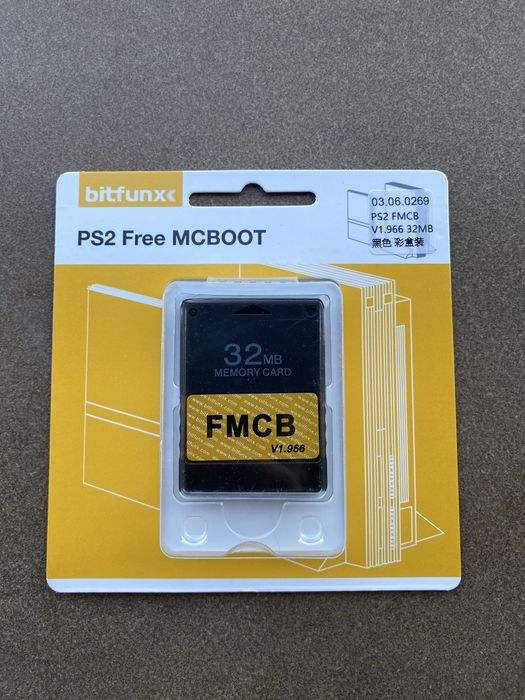 bitfunx
PS2 Free MCBOOT
03.06.0269
PS2 FMCB
V1.966 32MB
黑色 彩盒装
32MB
MEMORY CARD
FMCB
V1.966